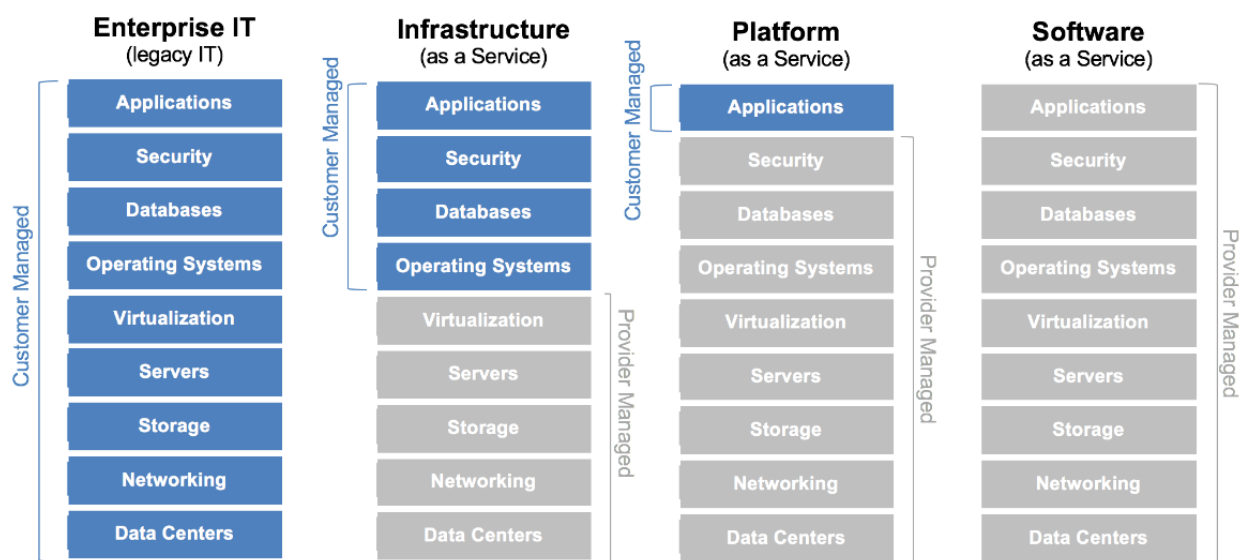 Enterprise IT
(legacy IT)
Customer Managed
Applications
Security
Databases
Operating Systems
Virtualization
Servers
Storage
Networking
Data Centers
Infrastructure
(as a Service)
Customer Managed
Applications
Security
Databases
Operating Systems
Virtualization
Servers
Storage
Networking
Data Centers
Provider Managed
Platform
(as a Service)
Customer Managed
Applications
Security
Databases
Operating Systems
Virtualization
Servers
Storage
Networking
Data Centers
Provider Managed
Software
(as a Service)
Applications
Security
Databases
Operating Systems
Virtualization
Servers
Storage
Networking
Data Centers
Provider Managed